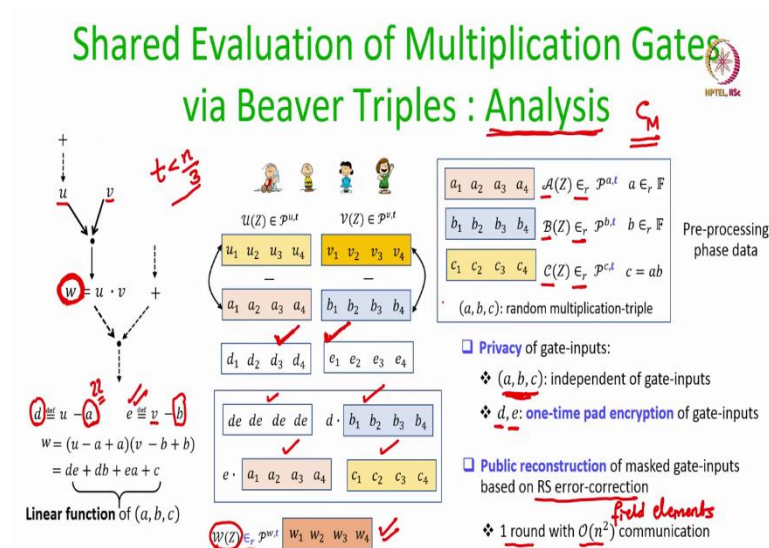 Shared Evaluation of Multiplication Gates
via Beaver Triples : Analysis
NPTEL, IISc
C_M
t < n/3
+
u v
w = u · v +
d ≝ u − a e ≝ v − b
22
w = (u − a + a)(v − b + b)
= de + db + ea + c
Linear function of (a, b, c)
𝒰(Z) ∈ 𝒫^{u,t} 𝒱(Z) ∈ 𝒫^{v,t}
u₁ u₂ u₃ u₄ v₁ v₂ v₃ v₄
− −
a₁ a₂ a₃ a₄ b₁ b₂ b₃ b₄
d₁ d₂ d₃ d₄ e₁ e₂ e₃ e₄
de de de de d · b₁ b₂ b₃ b₄
e · a₁ a₂ a₃ a₄ c₁ c₂ c₃ c₄
𝒲(Z) ∈ᵣ 𝒫^{w,t} w₁ w₂ w₃ w₄
a₁ a₂ a₃ a₄ 𝒜(Z) ∈ᵣ 𝒫^{a,t} a ∈ᵣ 𝔽
b₁ b₂ b₃ b₄ ℬ(Z) ∈ᵣ 𝒫^{b,t} b ∈ᵣ 𝔽
c₁ c₂ c₃ c₄ 𝒞(Z) ∈ᵣ 𝒫^{c,t} c = ab
(a, b, c): random multiplication-triple
Pre-processing
phase data
❑ Privacy of gate-inputs:
❖ (a, b, c): independent of gate-inputs
❖ d, e: one-time pad encryption of gate-inputs
❑ Public reconstruction of masked gate-inputs
based on RS error-correction
field elements
❖ 1 round with 𝒪(n²) communication